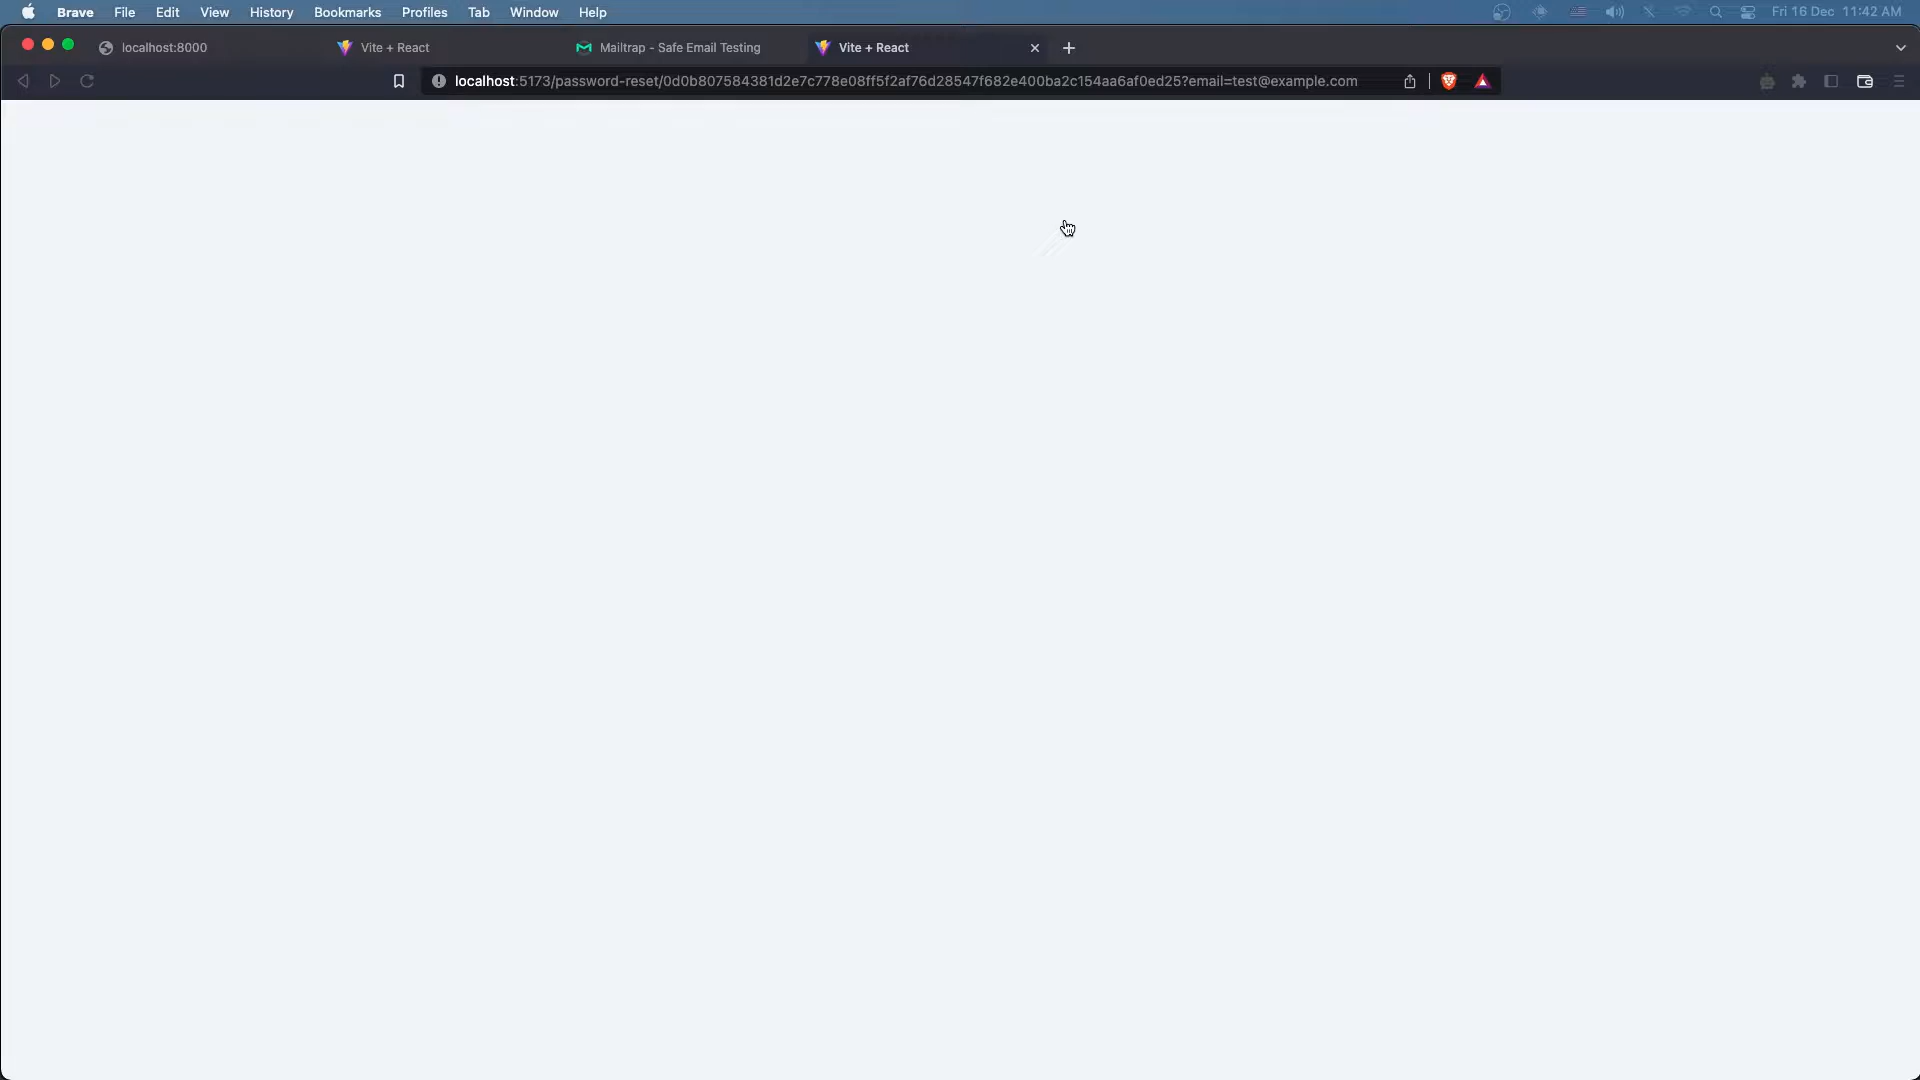 Brave File Edit View History Bookmarks Profiles Tab Window Help Fri 16 Dec 11:42 AM
localhost:8000 Vite + React Mailtrap - Safe Email Testing Vite + React
localhost:5173/password-reset/0d0b807584381d2e7c778e08ff5f2af76d28547f682e400ba2c154aa6af0ed25?email=test@example.com